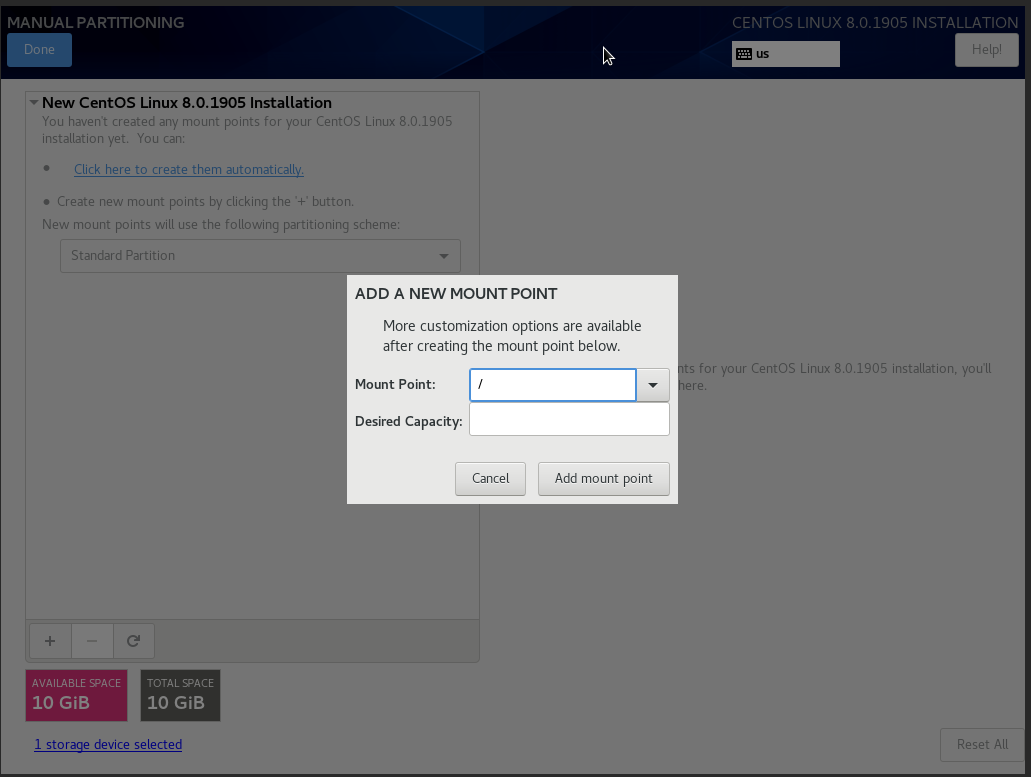 MANUAL PARTITIONING
CENTOS LINUX 8.0.1905 INSTALLATION
Done
us
Help!
New CentOS Linux 8.0.1905 Installation
You haven't created any mount points for your CentOS Linux 8.0.1905
installation yet.  You can:
Click here to create them automatically.
Create new mount points by clicking the '+' button.
New mount points will use the following partitioning scheme:
Standard Partition
ADD A NEW MOUNT POINT
More customization options are available
after creating the mount point below.
Mount Point: /
Desired Capacity:
Cancel
Add mount point
for your CentOS Linux 8.0.1905 installation, you'll
here.
+
−
AVAILABLE SPACE
10 GiB
TOTAL SPACE
10 GiB
1 storage device selected
Reset All